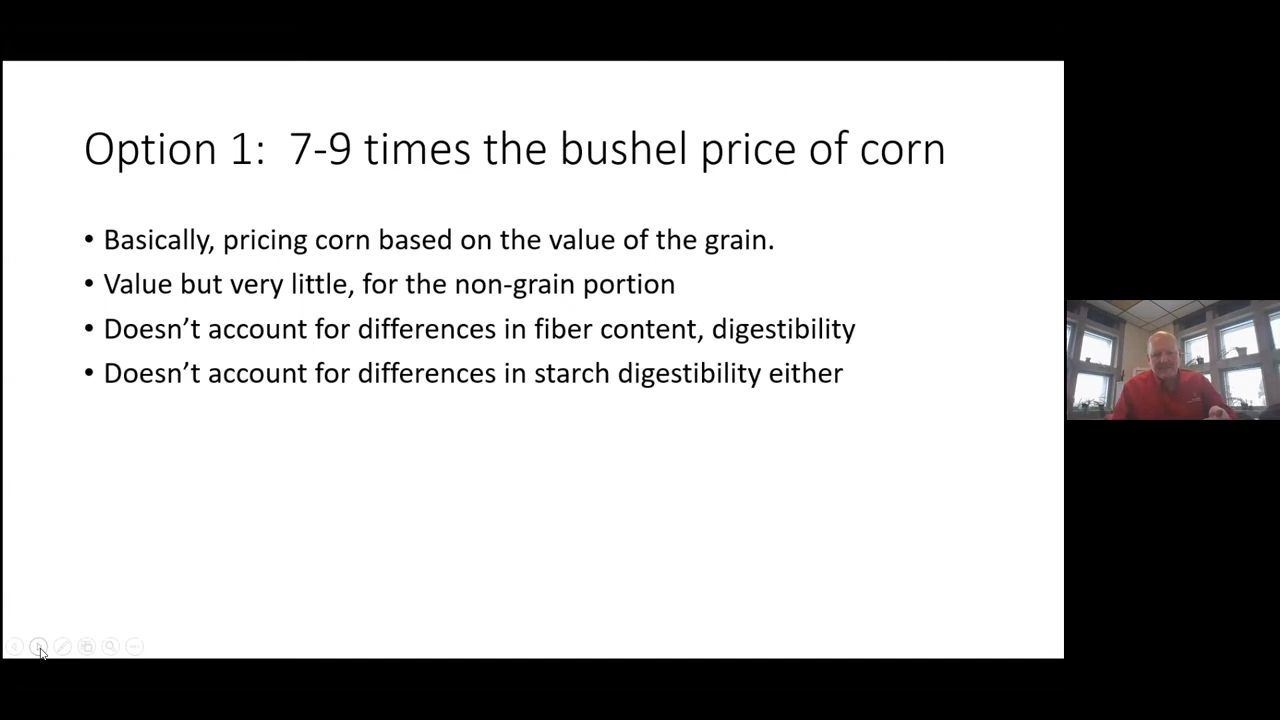 Option 1:  7-9 times the bushel price of corn
• Basically, pricing corn based on the value of the grain.
• Value but very little, for the non-grain portion
• Doesn’t account for differences in fiber content, digestibility
• Doesn’t account for differences in starch digestibility either